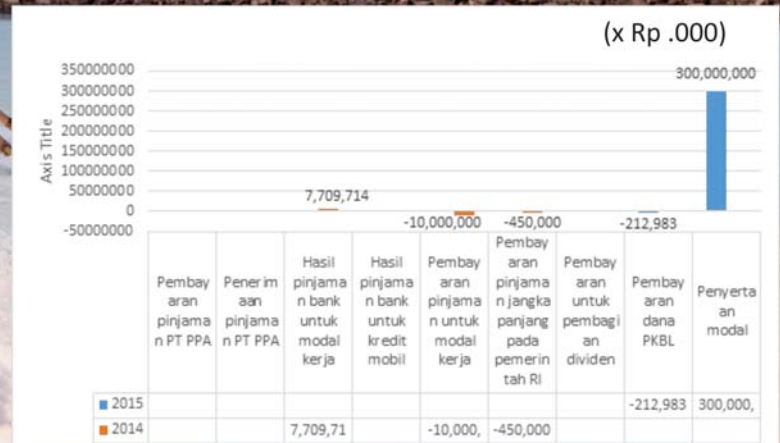 (x Rp .000)
350000000
300000000
250000000
200000000
150000000
100000000
50000000
0
-50000000
Axis Title
7,709,714
-10,000,000
-450,000
-212,983
300,000,000
Pembay
aran
pinjama
n PT PPA
Penerim
aan
pinjama
n PT PPA
Hasil
pinjama
n bank
untuk
modal
kerja
Hasil
pinjama
n bank
untuk
kredit
mobil
Pembay
aran
pinjama
n untuk
modal
kerja
Pembay
aran
pinjama
n jangka
panjang
pada
pemerin
tah RI
Pembay
aran
untuk
pembagi
an
dividen
Pembay
aran
dana
PKBL
Penyerta
an
modal
2015 -212,983 300,000,
2014 7,709,71 -10,000, -450,000